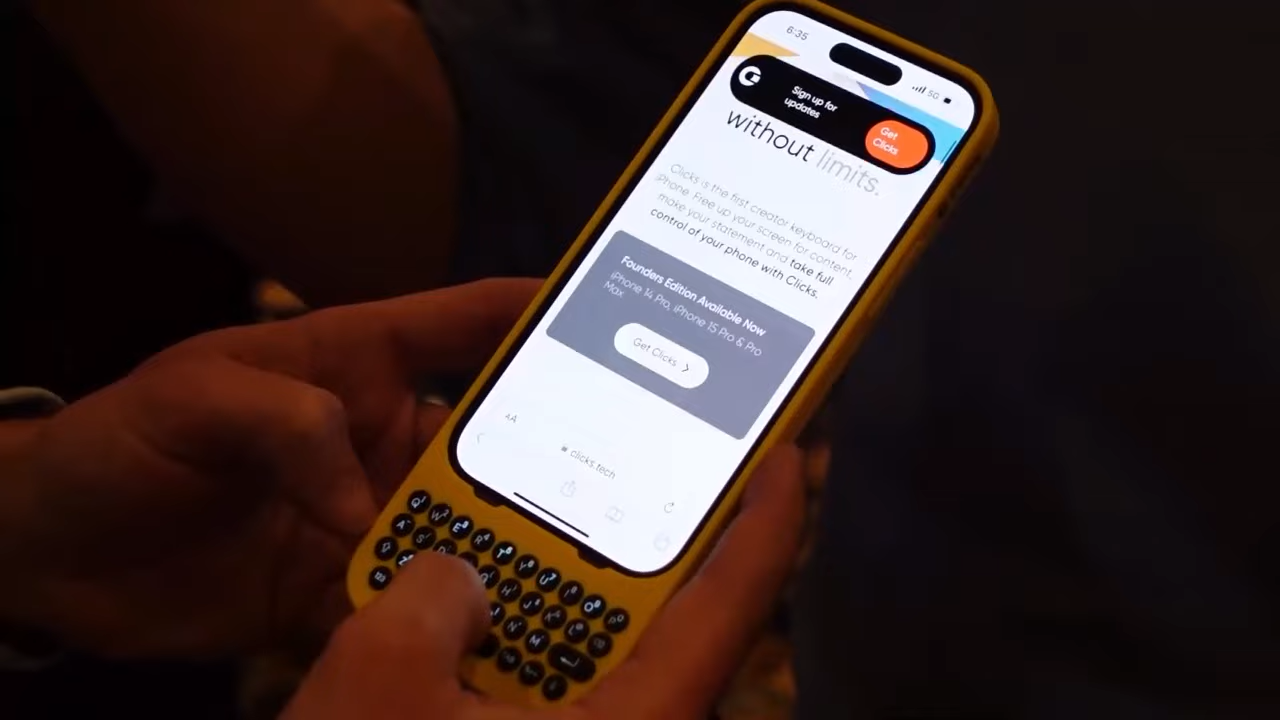 6:35
5G
Sign up for
updates
Get
Clicks
without limits.
Clicks is the first creator keyboard for
iPhone. Free up your screen for content,
make your statement and take full
control of your phone with Clicks.
Founders Edition Available Now
iPhone 14 Pro, iPhone 15 Pro & Pro
Max
Get Clicks
AA
clicks.tech
Q W E R T Y U I O P
A S D G H J K L
Z N M
123